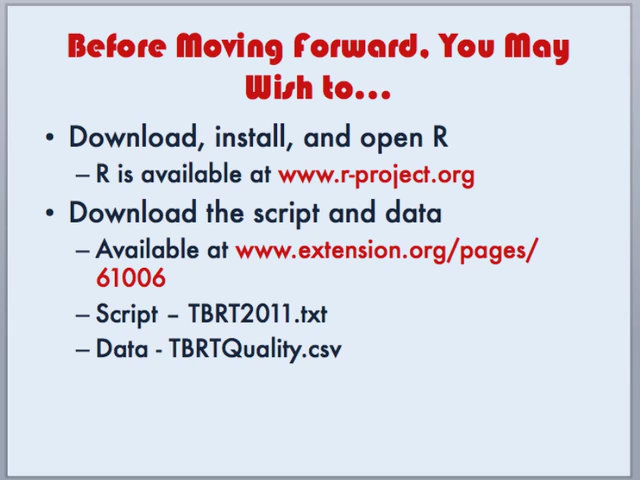 Before Moving Forward, You May
Wish to...
• Download, install, and open R
– R is available at www.r-project.org
• Download the script and data
– Available at www.extension.org/pages/
61006
– Script – TBRT2011.txt
– Data - TBRTQuality.csv